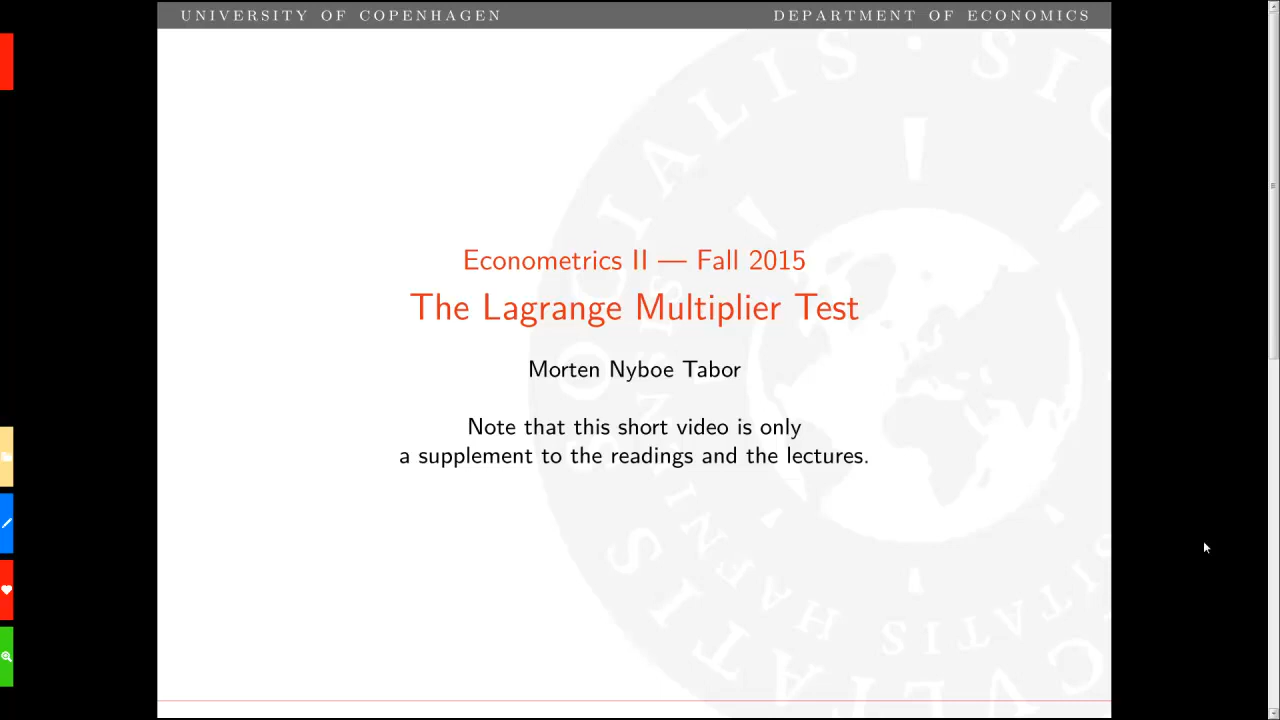 UNIVERSITY OF COPENHAGEN
DEPARTMENT OF ECONOMICS
Econometrics II — Fall 2015
The Lagrange Multiplier Test
Morten Nyboe Tabor
Note that this short video is only
a supplement to the readings and the lectures.